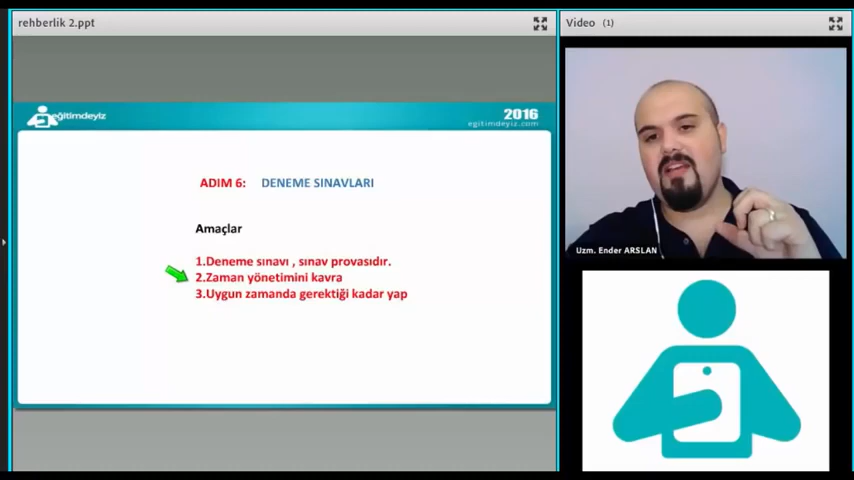 rehberlik 2.ppt
Video (1)
eğitimdeyiz
2016
egitimdeyiz.com
ADIM 6: DENEME SINAVLARI
Amaçlar
1.Deneme sınavı , sınav provasıdır.
2.Zaman yönetimini kavra
3.Uygun zamanda gerektiği kadar yap
Uzm. Ender ARSLAN